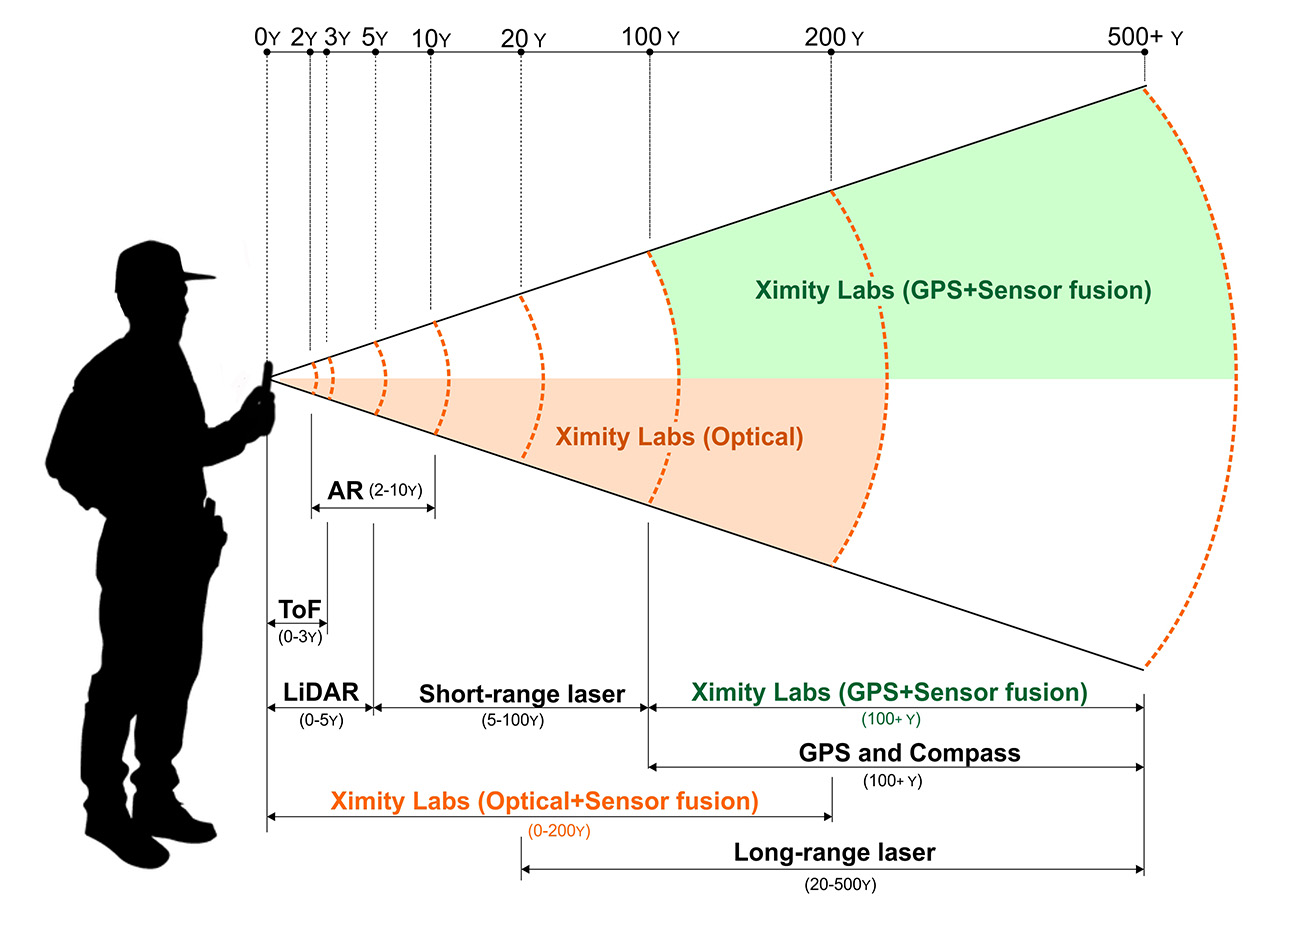 0Y 2Y 3Y 5Y 10Y 20 Y 100 Y 200 Y 500+ Y
Ximity Labs (GPS+Sensor fusion)
Ximity Labs (Optical)
AR (2-10Y)
ToF
(0-3Y)
LiDAR
(0-5Y)
Short-range laser
(5-100Y)
Ximity Labs (GPS+Sensor fusion)
(100+ Y)
GPS and Compass
(100+ Y)
Ximity Labs (Optical+Sensor fusion)
(0-200Y)
Long-range laser
(20-500Y)